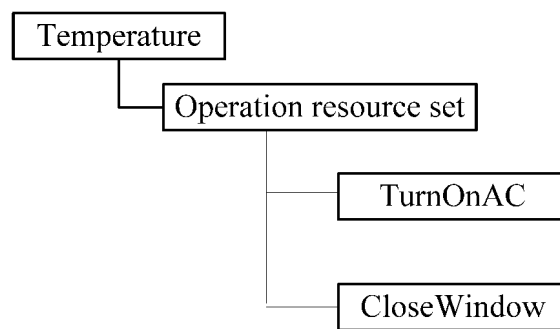 Temperature
Operation resource set
TurnOnAC
CloseWindow